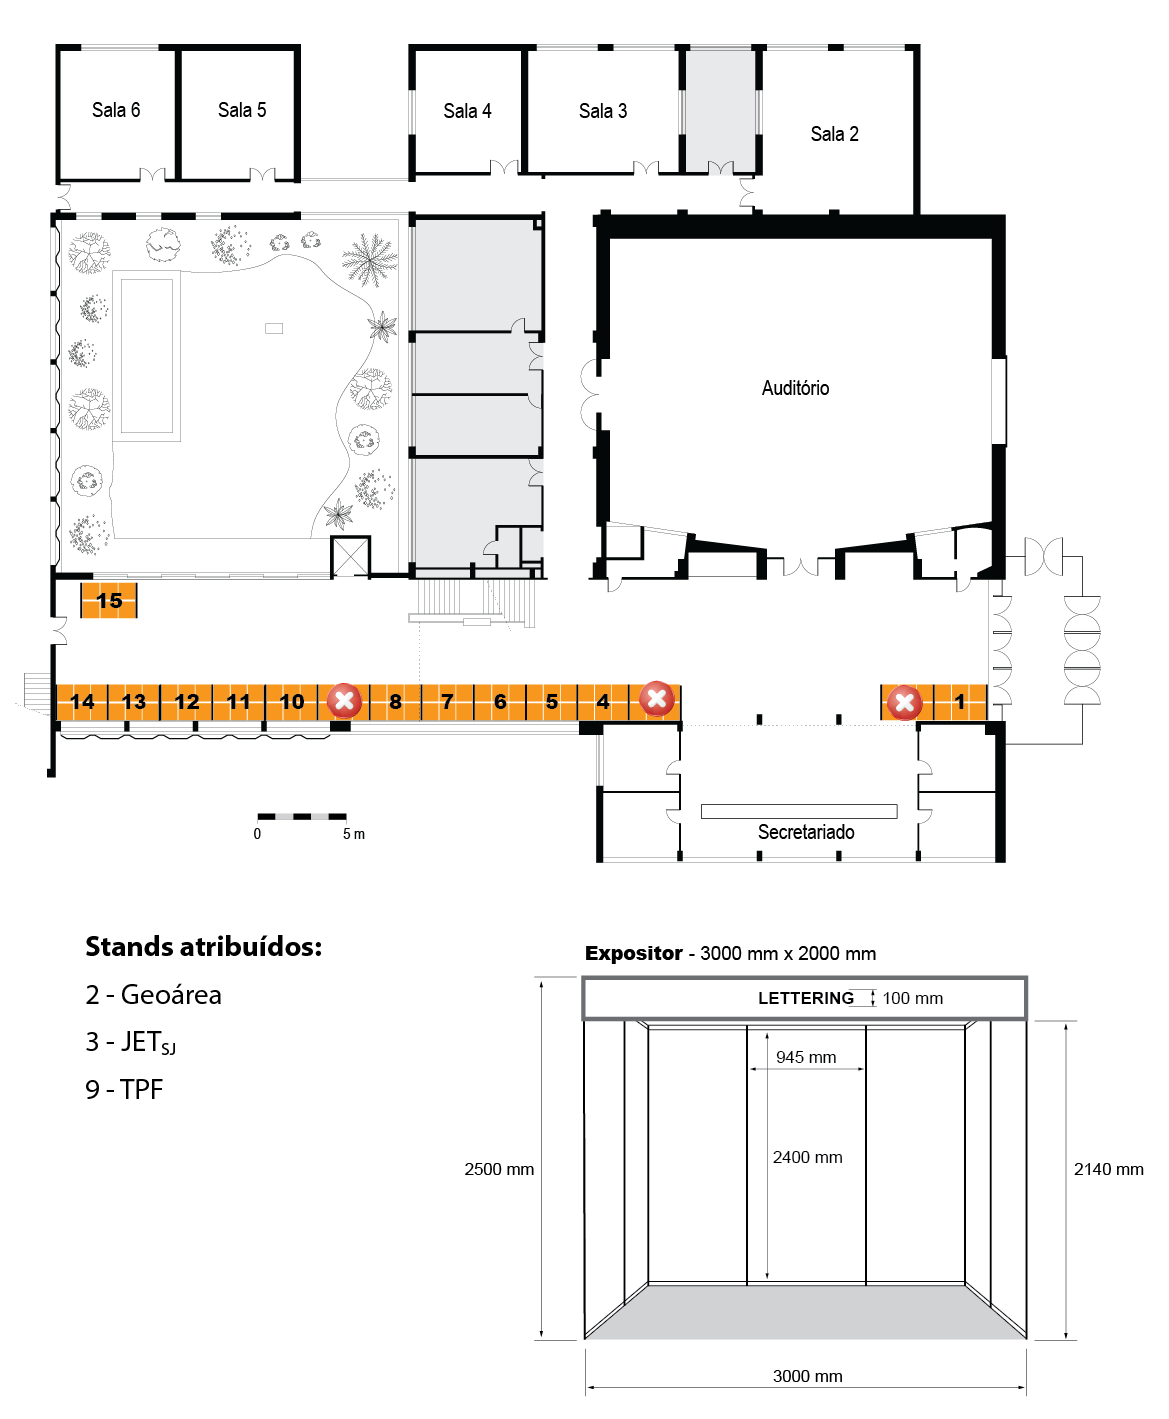 Sala 6
Sala 5
Sala 4
Sala 3
Sala 2
Auditório
15
14 13 12 11 10 8 7 6 5 4 1
0 5 m
Secretariado
Stands atribuídos:
2 - Geoárea
3 - JETSJ
9 - TPF
Expositor - 3000 mm x 2000 mm
LETTERING 100 mm
945 mm
2400 mm
2500 mm
2140 mm
3000 mm